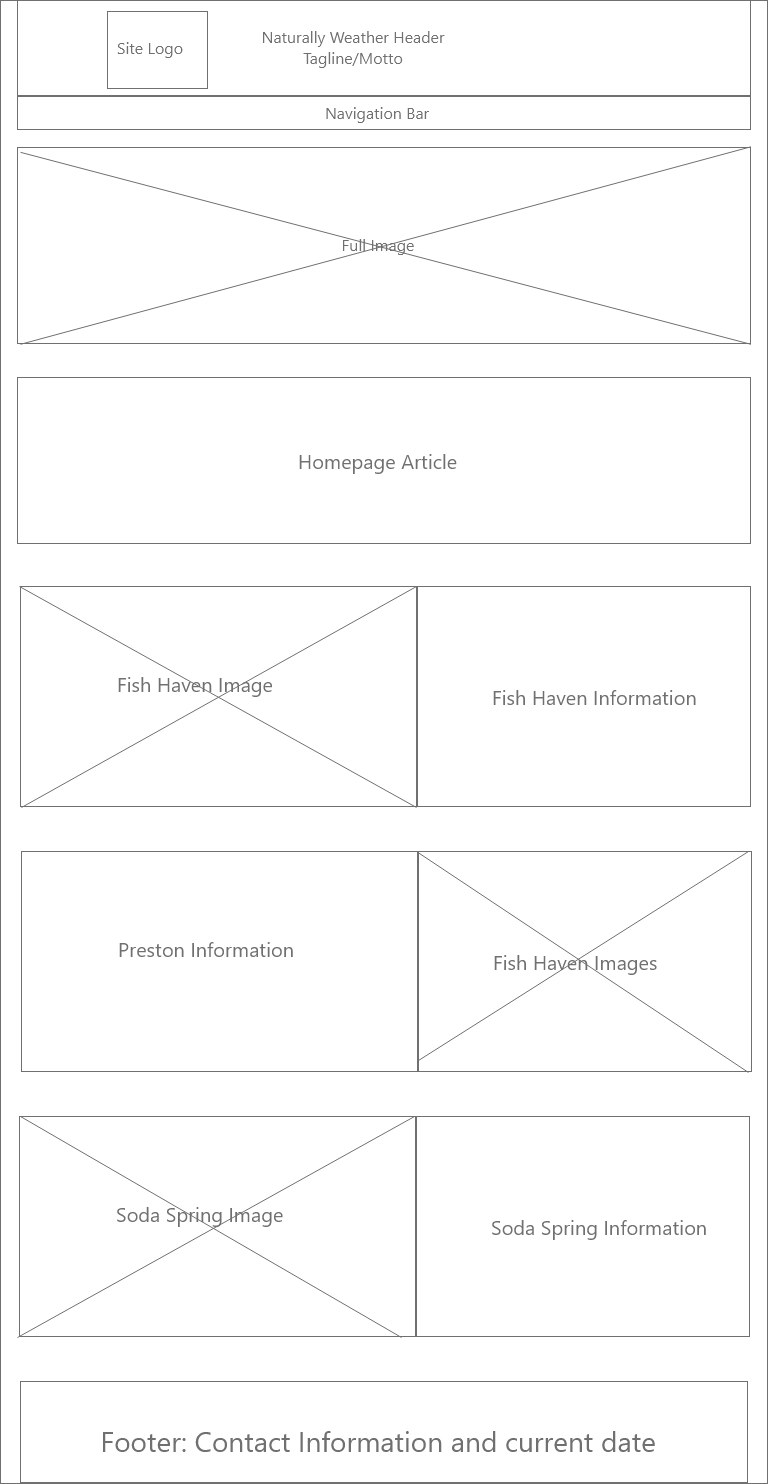 Site Logo
Naturally Weather Header
Tagline/Motto
Navigation Bar
Full Image
Homepage Article
Fish Haven Image
Fish Haven Information
Preston Information
Fish Haven Images
Soda Spring Image
Soda Spring Information
Footer: Contact Information and current date